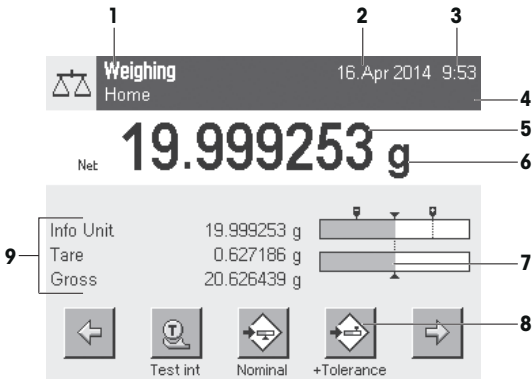 1 2 3
Weighing 16.Apr 2014 9:53
Home
4
5
Net 19.999253 g
6
Info Unit 19.999253 g
9 Tare 0.627186 g
7
Gross 20.626439 g
8
T
Test int Nominal +Tolerance